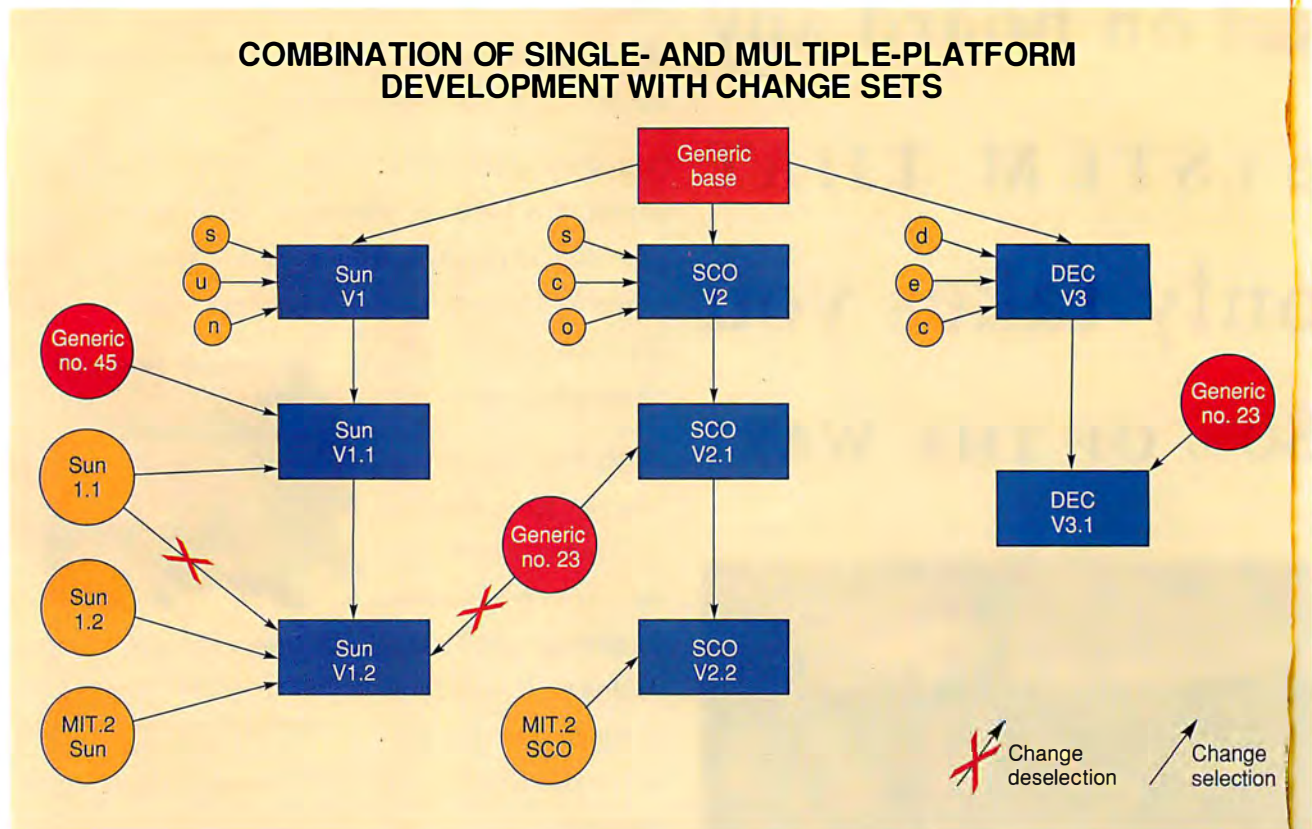 COMBINATION OF SINGLE- AND MULTIPLE-PLATFORM
DEVELOPMENT WITH CHANGE SETS
Generic
base
s
u
n
Sun
V1
s
c
o
SCO
V2
d
e
c
DEC
V3
Generic
no. 45
Sun
V1.1
SCO
V2.1
Generic
no. 23
Sun
1.1
DEC
V3.1
Generic
no. 23
Sun
1.2
Sun
V1.2
SCO
V2.2
MIT.2
Sun
MIT.2
SCO
Change
deselection
Change
selection